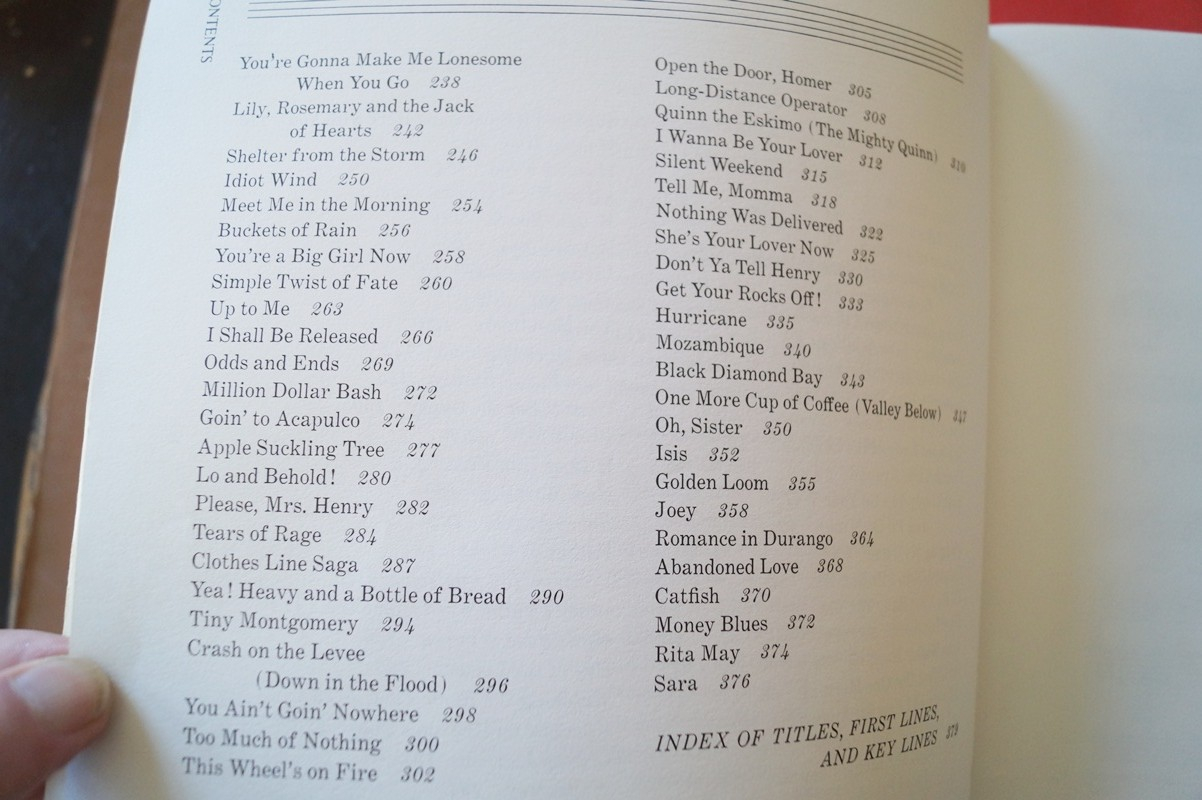 CONTENTS
You're Gonna Make Me Lonesome
When You Go 238
Lily, Rosemary and the Jack
of Hearts 242
Shelter from the Storm 246
Idiot Wind 250
Meet Me in the Morning 254
Buckets of Rain 256
You're a Big Girl Now 258
Simple Twist of Fate 260
Up to Me 263
I Shall Be Released 266
Odds and Ends 269
Million Dollar Bash 272
Goin' to Acapulco 274
Apple Suckling Tree 277
Lo and Behold! 280
Please, Mrs. Henry 282
Tears of Rage 284
Clothes Line Saga 287
Yea! Heavy and a Bottle of Bread 290
Tiny Montgomery 294
Crash on the Levee
(Down in the Flood) 296
You Ain't Goin' Nowhere 298
Too Much of Nothing 300
This Wheel's on Fire 302
Open the Door, Homer 305
Long-Distance Operator 308
Quinn the Eskimo (The Mighty Quinn) 310
I Wanna Be Your Lover 312
Silent Weekend 315
Tell Me, Momma 318
Nothing Was Delivered 322
She's Your Lover Now 325
Don't Ya Tell Henry 330
Get Your Rocks Off! 333
Hurricane 335
Mozambique 340
Black Diamond Bay 343
One More Cup of Coffee (Valley Below) 347
Oh, Sister 350
Isis 352
Golden Loom 355
Joey 358
Romance in Durango 364
Abandoned Love 368
Catfish 370
Money Blues 372
Rita May 374
Sara 376
INDEX OF TITLES, FIRST LINES,
AND KEY LINES 379